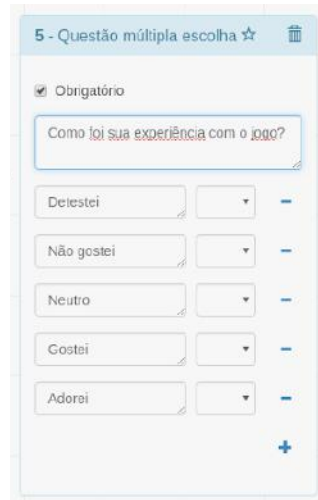 5 - Questão múltipla escolha
Obrigatório
Como foi sua experiência com o jogo?
Detestei
Não gostei
Neutro
Gostei
Adorei